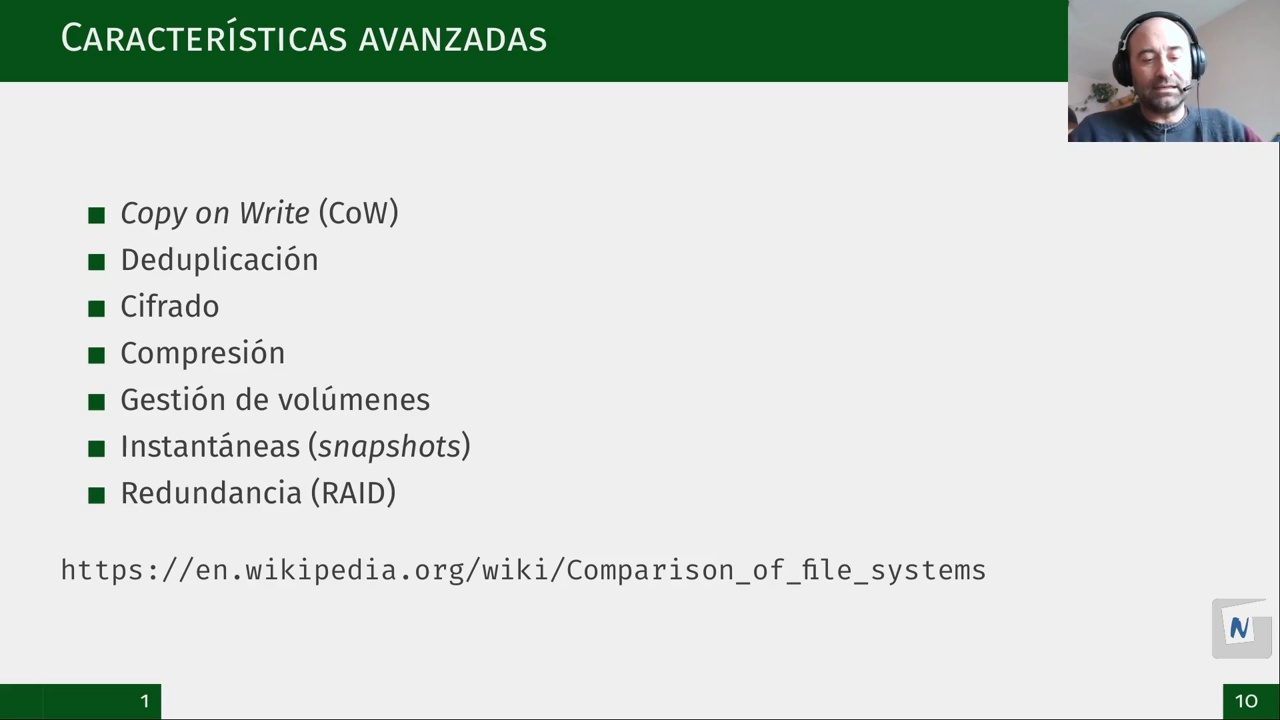 Características avanzadas
Copy on Write (CoW)
Deduplicación
Cifrado
Compresión
Gestión de volúmenes
Instantáneas (snapshots)
Redundancia (RAID)
https://en.wikipedia.org/wiki/Comparison_of_file_systems
N
1
10